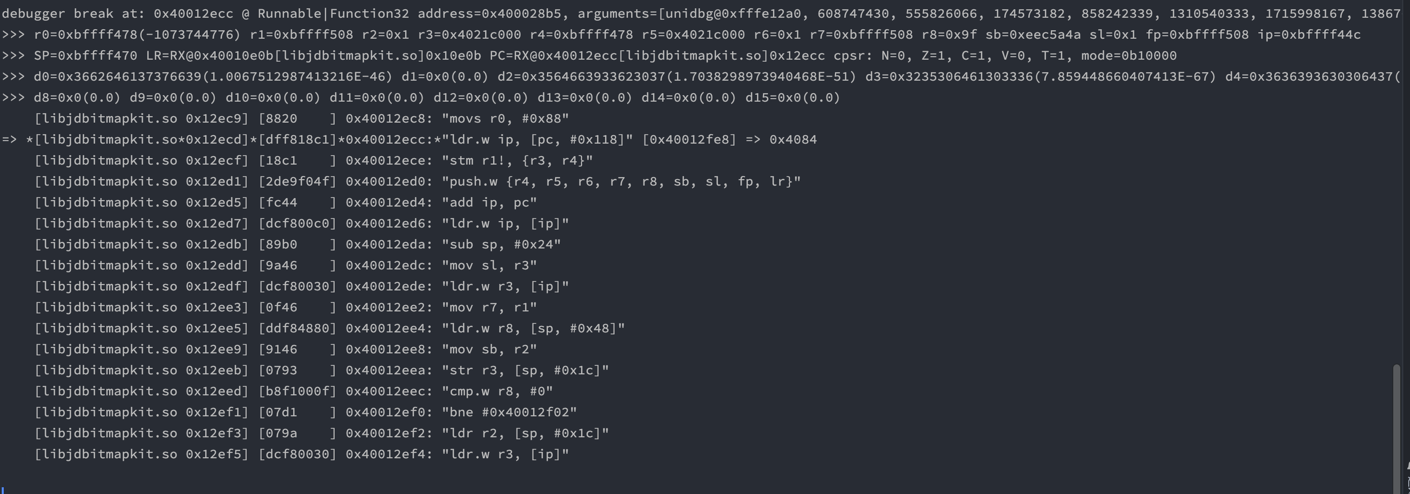 debugger break at: 0x40012ecc @ Runnable|Function32 address=0x400028b5, arguments=[unidbg@0xfffe12a0, 608747430, 555826066, 174573182, 858242339, 1310540333, 1715998167, 13867
>>> r0=0xbffff478(-1073744776) r1=0xbffff508 r2=0x1 r3=0x4021c000 r4=0xbffff478 r5=0x4021c000 r6=0x1 r7=0xbffff508 r8=0x9f sb=0xeec5a4a sl=0x1 fp=0xbffff508 ip=0xbffff44c
>>> SP=0xbffff470 LR=RX@0x40010e0b[libjdbitmapkit.so]0x10e0b PC=RX@0x40012ecc[libjdbitmapkit.so]0x12ecc cpsr: N=0, Z=1, C=1, V=0, T=1, mode=0b10000
>>> d0=0x3662646137376639(1.0067512987413216E-46) d1=0x0(0.0) d2=0x3564663933623037(1.7038298973940468E-51) d3=0x3235306461303336(7.859448660407413E-67) d4=0x3636393630306437(
>>> d8=0x0(0.0) d9=0x0(0.0) d10=0x0(0.0) d11=0x0(0.0) d12=0x0(0.0) d13=0x0(0.0) d14=0x0(0.0) d15=0x0(0.0)
[libjdbitmapkit.so 0x12ec9] [8820 ] 0x40012ec8: "movs r0, #0x88"
=> *[libjdbitmapkit.so*0x12ecd]*[dff818c1]*0x40012ecc:*"ldr.w ip, [pc, #0x118]" [0x40012fe8] => 0x4084
[libjdbitmapkit.so 0x12ecf] [18c1 ] 0x40012ece: "stm r1!, {r3, r4}"
[libjdbitmapkit.so 0x12ed1] [2de9f04f] 0x40012ed0: "push.w {r4, r5, r6, r7, r8, sb, sl, fp, lr}"
[libjdbitmapkit.so 0x12ed5] [fc44 ] 0x40012ed4: "add ip, pc"
[libjdbitmapkit.so 0x12ed7] [dcf800c0] 0x40012ed6: "ldr.w ip, [ip]"
[libjdbitmapkit.so 0x12edb] [89b0 ] 0x40012eda: "sub sp, #0x24"
[libjdbitmapkit.so 0x12edd] [9a46 ] 0x40012edc: "mov sl, r3"
[libjdbitmapkit.so 0x12edf] [dcf80030] 0x40012ede: "ldr.w r3, [ip]"
[libjdbitmapkit.so 0x12ee3] [0f46 ] 0x40012ee2: "mov r7, r1"
[libjdbitmapkit.so 0x12ee5] [ddf84880] 0x40012ee4: "ldr.w r8, [sp, #0x48]"
[libjdbitmapkit.so 0x12ee9] [9146 ] 0x40012ee8: "mov sb, r2"
[libjdbitmapkit.so 0x12eeb] [0793 ] 0x40012eea: "str r3, [sp, #0x1c]"
[libjdbitmapkit.so 0x12eed] [b8f1000f] 0x40012eec: "cmp.w r8, #0"
[libjdbitmapkit.so 0x12ef1] [07d1 ] 0x40012ef0: "bne #0x40012f02"
[libjdbitmapkit.so 0x12ef3] [079a ] 0x40012ef2: "ldr r2, [sp, #0x1c]"
[libjdbitmapkit.so 0x12ef5] [dcf80030] 0x40012ef4: "ldr.w r3, [ip]"